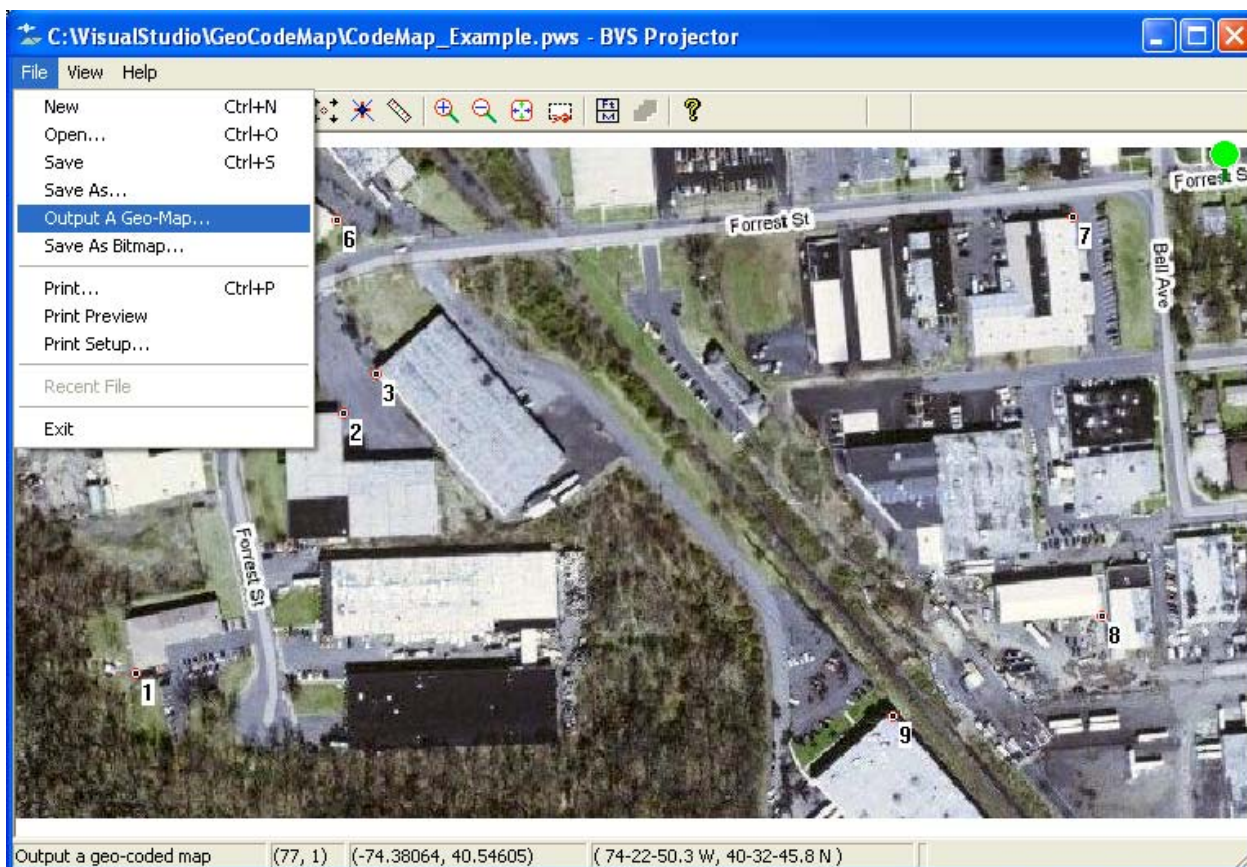 C:\VisualStudio\GeoCodeMap\CodeMap_Example.pws - BVS Projector
File View Help
New Ctrl+N
Open... Ctrl+O
Save Ctrl+S
Save As...
Output A Geo-Map...
Save As Bitmap...
Print... Ctrl+P
Print Preview
Print Setup...
Recent File
Exit
Ft
M
?
Forrest St
6
Forrest St
7
Bell Ave
3
2
Forrest St
1
8
9
Output a geo-coded map (77, 1) (-74.38064, 40.54605) ( 74-22-50.3 W, 40-32-45.8 N )